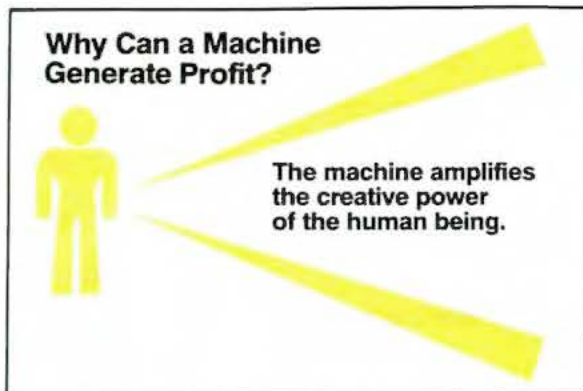 Why Can a Machine
Generate Profit?
The machine amplifies
the creative power
of the human being.